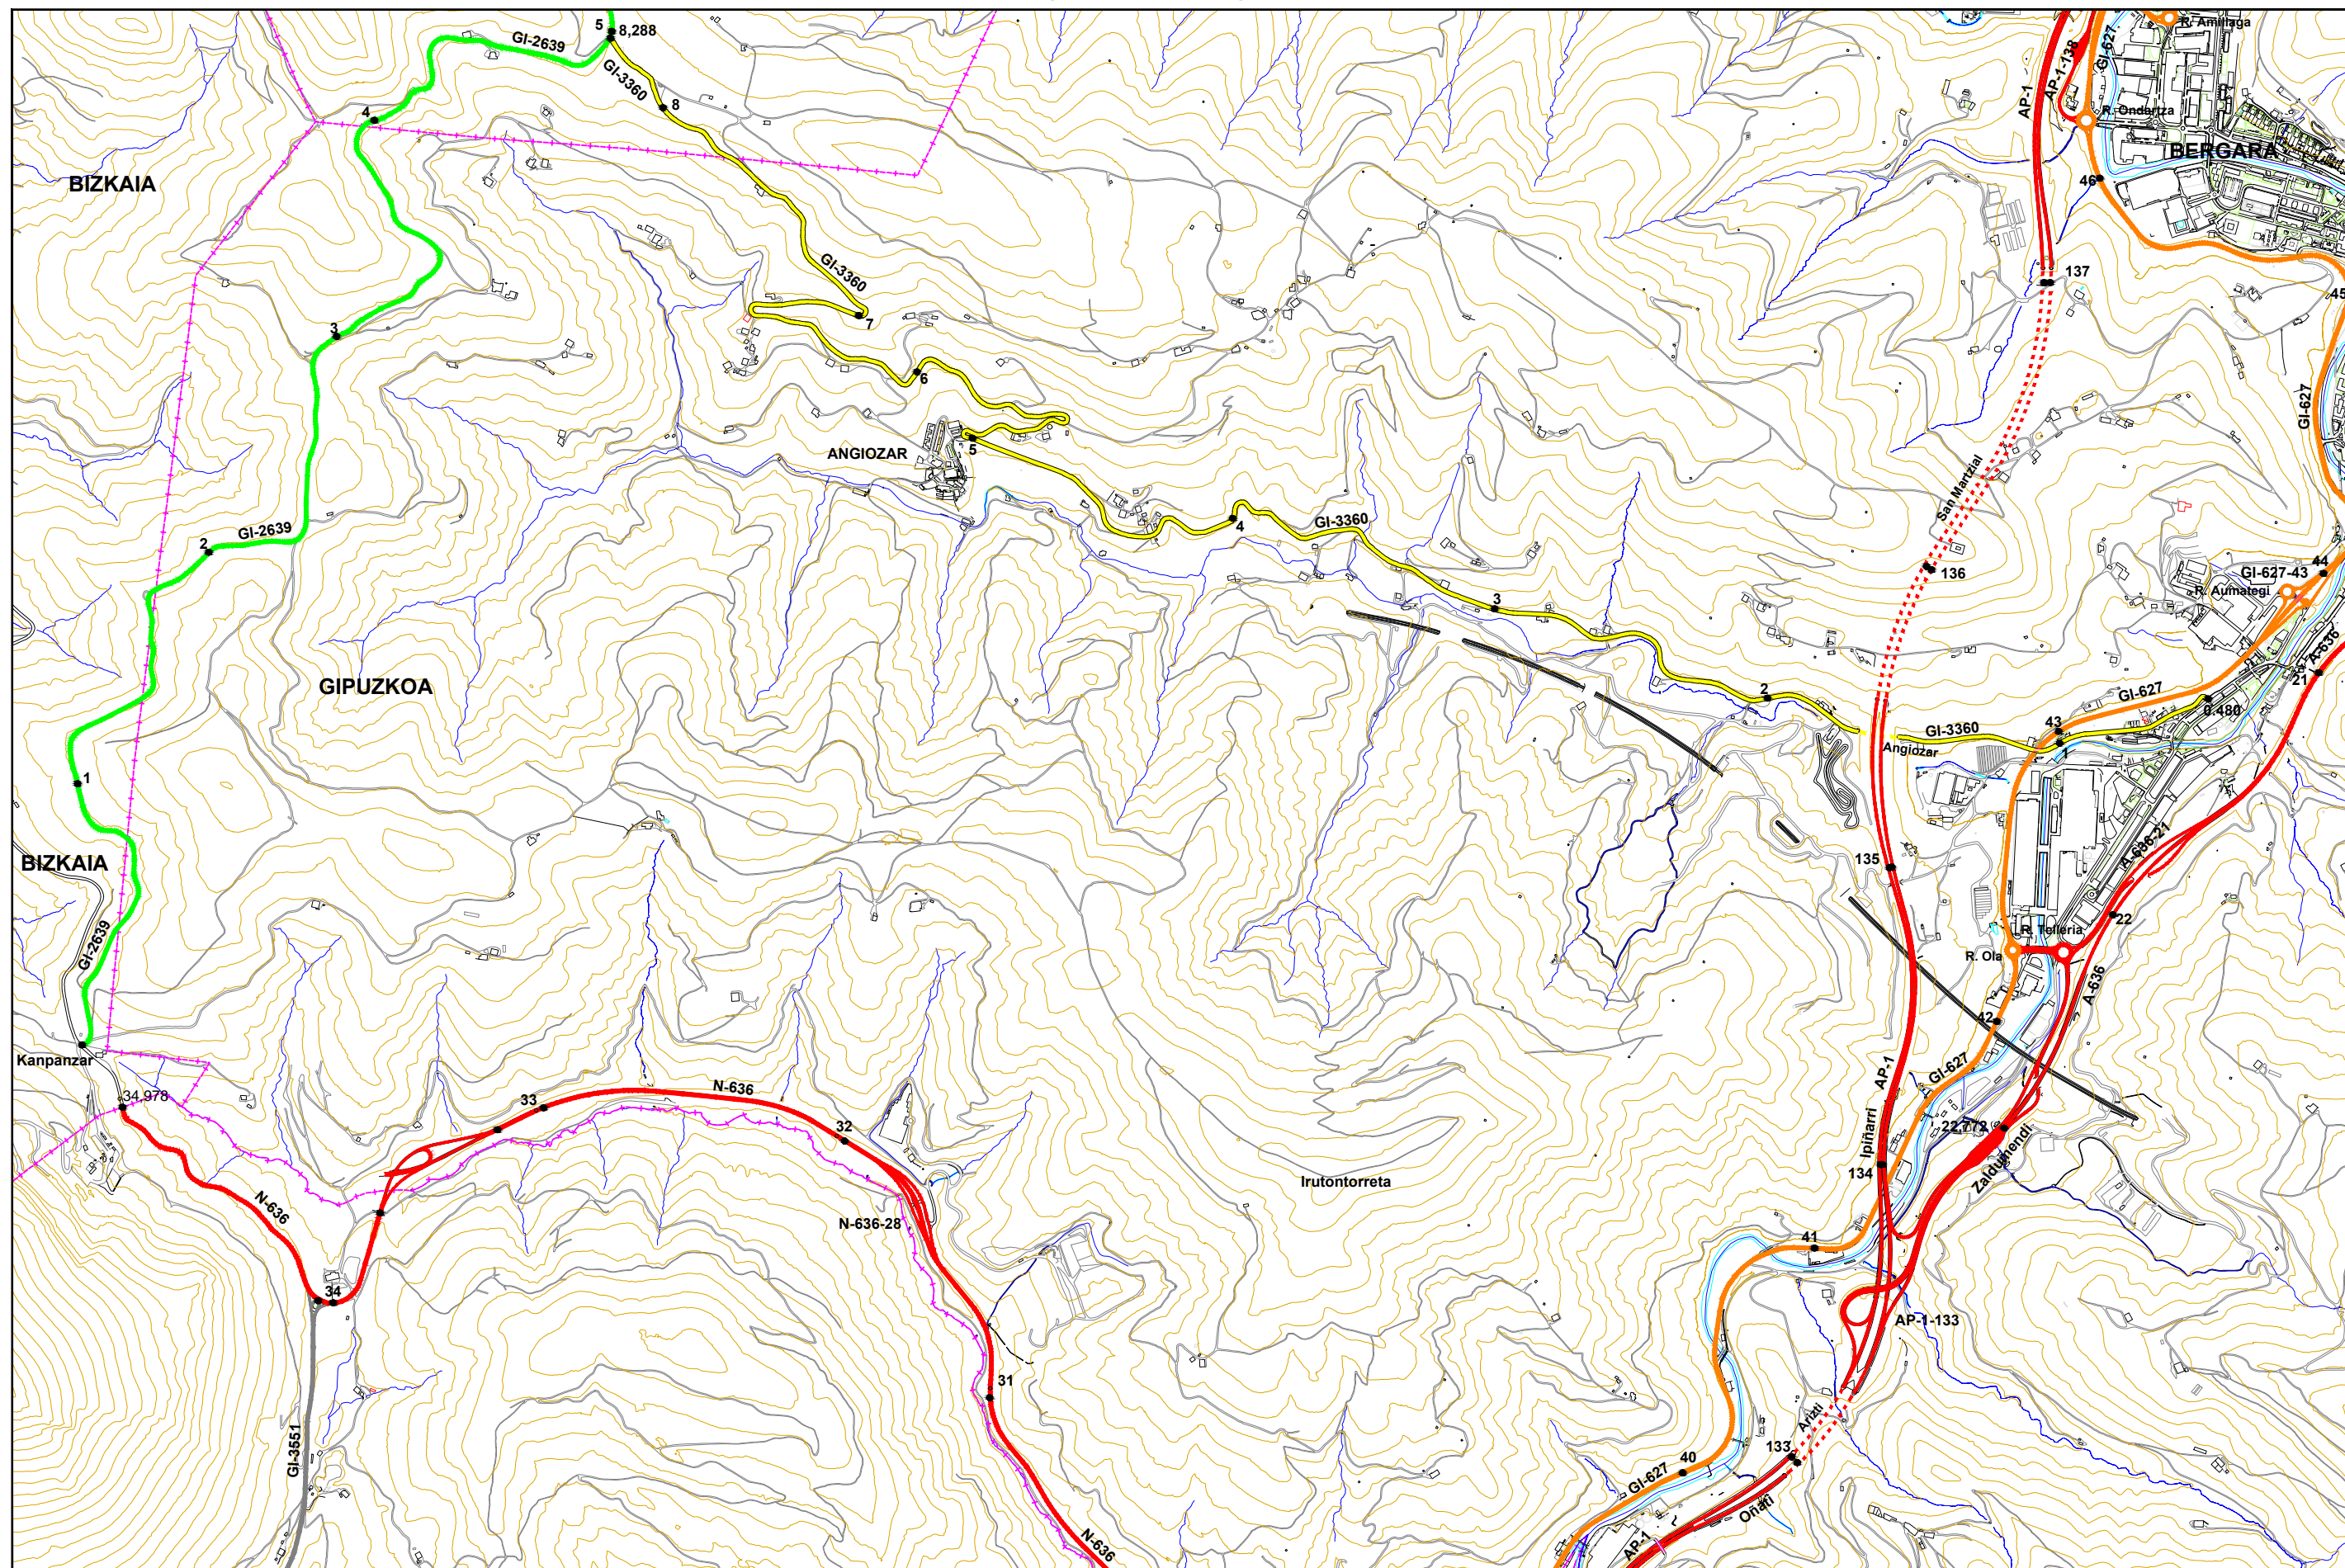 5
8,288
GI-2639
GI-3360
8
4
BIZKAIA
GI-3360
7
3
6
ANGIOZAR
5
4
GI-3360
3
2
GI-2639
2
GIPUZKOA
1
BIZKAIA
GI-2639
Kanpanzar
34,978
N-636
34
GI-3551
33
N-636
32
N-636-28
31
N-636
Irutontorreta
R. Amillaga
GI-627
AP-1-138
AP-1
R. Ondartza
BERGARA
46
137
45
GI-627
San Martzial
136
44
GI-627-43
R. Aumategi
A-636
21
GI-627
0.480
43
GI-3360
1
Angiozar
135
A-636-21
22
R. Telleria
R. Ola
A-636
42
AP-1
GI-627
Ipiñarri
22,772
Zaldumendi
134
41
AP-1-133
Arizti
133
40
GI-627
Oñati
AP-1